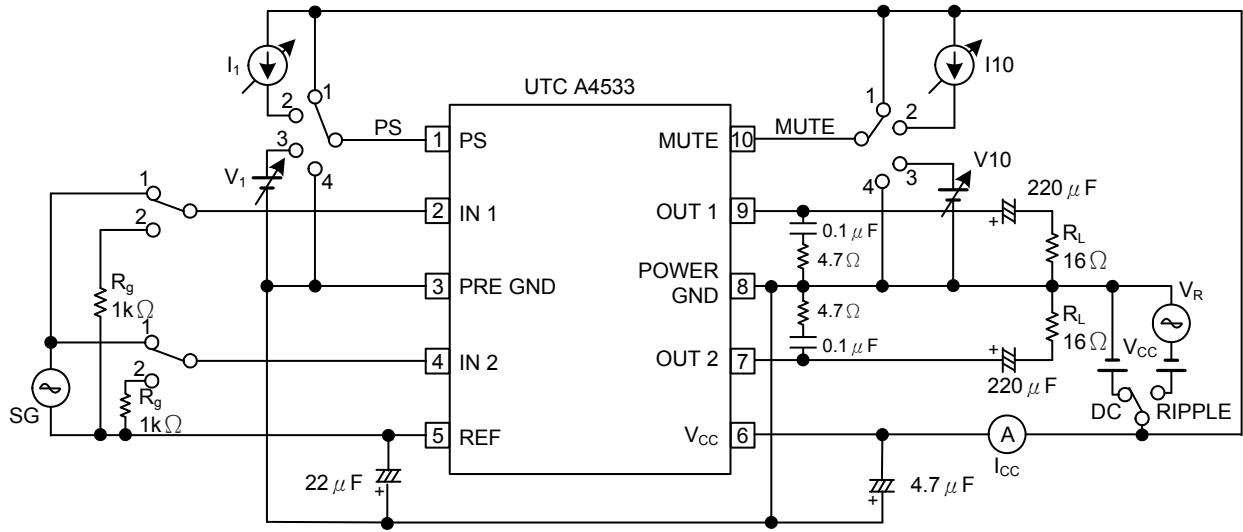 I1
I10
UTC A4533
1
2
3
4
PS
1
PS
MUTE
10
MUTE
1
2
3
4
V1
V10
1
2
2
IN 1
OUT 1
9
220 μF
+
0.1 μF
4.7Ω
RL
16Ω
Rg
1kΩ
3
PRE GND
POWER
GND
8
4.7Ω
0.1 μF
RL
16Ω
VR
1
2
4
IN 2
OUT 2
7
+
220 μF
VCC
DC
RIPPLE
SG
Rg
1kΩ
5
REF
VCC
6
A
ICC
22 μF
+
4.7 μF
+